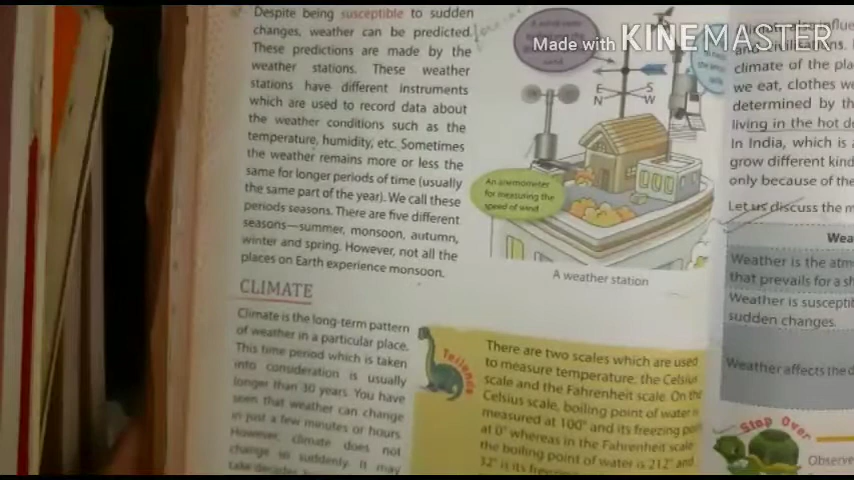 Despite being susceptible to sudden
changes, weather can be predicted.
These predictions are made by the
weather stations. These weather
stations have different instruments
which are used to record data about
the weather conditions such as the
temperature, humidity, etc. Sometimes
the weather remains more or less the
same for longer periods of time (usually
the same part of the year). We call these
periods seasons. There are five different
seasons—summer, monsoon, autumn,
winter and spring. However, not all the
places on Earth experience monsoon.
CLIMATE
Climate is the long-term pattern
of weather in a particular place.
This time period which is taken
into consideration is usually
longer than 30 years. You have
seen that weather can change
in just a few minutes or hours.
However, climate does not
change so suddenly. It may
take decades
Made with KINEMASTER
E
S
N
W
An anemometer
for measuring the
speed of wind
A weather station
There are two scales which are used
to measure temperature, the Celsius
scale and the Fahrenheit scale. On the
Celsius scale, boiling point of water is
measured at 100° and its freezing point
at 0° whereas in the Fahrenheit scale
the boiling point of water is 212° and
32° is its
and civilizations.
climate of the pla
we eat, clothes we
determined by th
living in the hot de
In India, which is a
grow different kind
only because of the
Let us discuss the m
Wea
Weather is the atm
that prevails for a sh
Weather is suscepti
sudden changes.
Weather affects the d
Stop Over
Observe